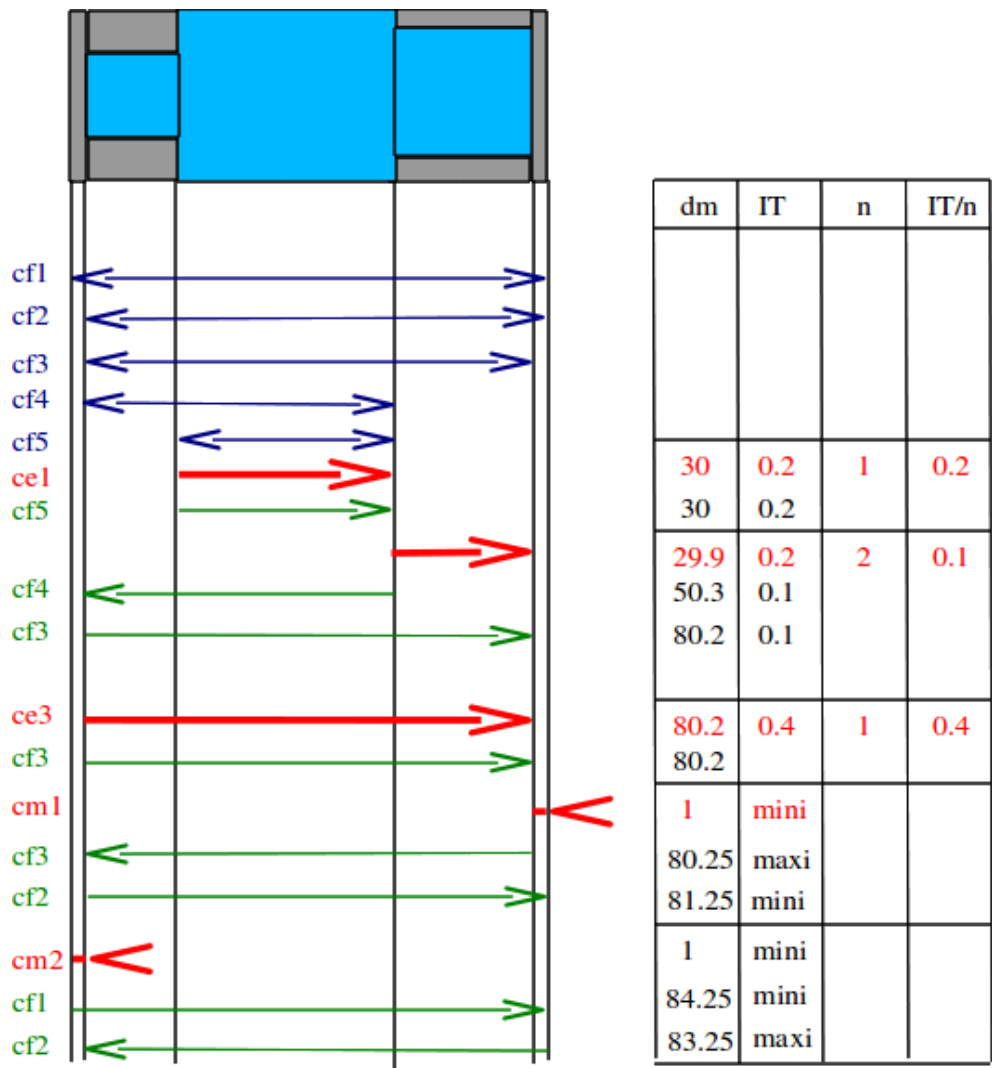 dm IT n IT/n
cf1
cf2
cf3
cf4
cf5
ce1 30 0.2 1 0.2
cf5 30 0.2
29.9 0.2 2 0.1
cf4 50.3 0.1
cf3 80.2 0.1
ce3 80.2 0.4 1 0.4
cf3 80.2
cm1 1 mini
cf3 80.25 maxi
cf2 81.25 mini
cm2 1 mini
cf1 84.25 mini
cf2 83.25 maxi